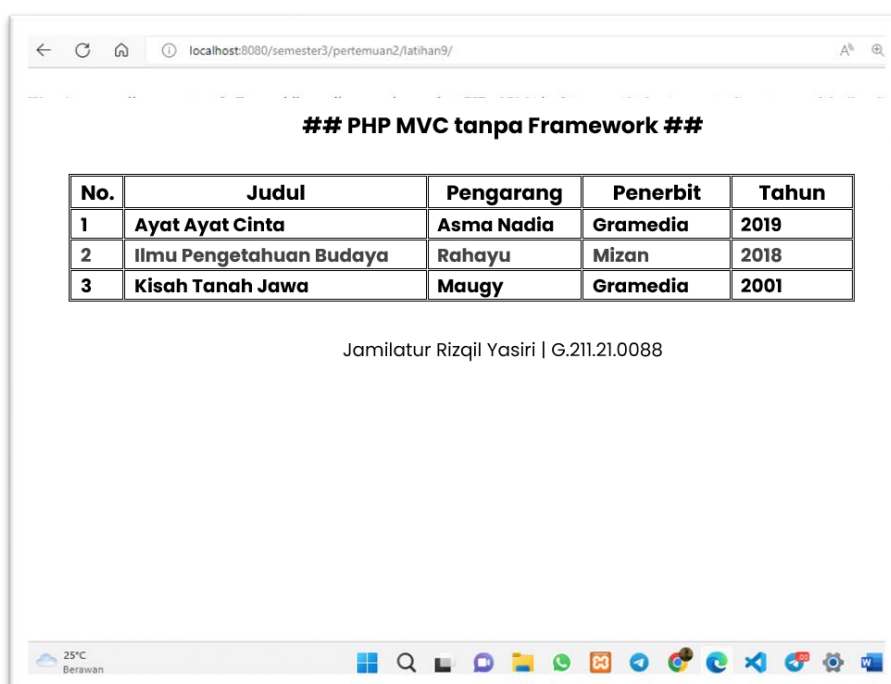 localhost:8080/semester3/pertemuan2/latihan9/
## PHP MVC tanpa Framework ##
No. Judul Pengarang Penerbit Tahun
1 Ayat Ayat Cinta Asma Nadia Gramedia 2019
2 Ilmu Pengetahuan Budaya Rahayu Mizan 2018
3 Kisah Tanah Jawa Maugy Gramedia 2001
Jamilatur Rizqil Yasiri | G.211.21.0088
25°C
Berawan